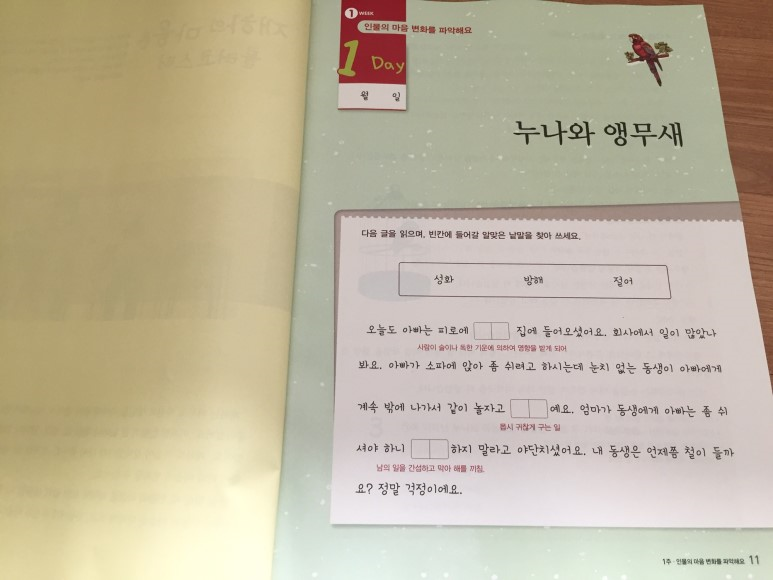 1 WEEK
인물의 마음 변화를 파악해요
1 Day
월 일
누나와 앵무새
다음 글을 읽으며, 빈칸에 들어갈 알맞은 낱말을 찾아 쓰세요.
성화 방해 절어
오늘도 아빠는 피로에 집에 들어오셨어요. 회사에서 일이 많았나
사람이 술이나 독한 기운에 의하여 영향을 받게 되어
봐요. 아빠가 소파에 앉아 좀 쉬려고 하시는데 눈치 없는 동생이 아빠에게
계속 밖에 나가서 같이 놀자고 예요. 엄마가 동생에게 아빠는 좀 쉬
몹시 귀찮게 구는 일
셔야 하니 하지 말라고 야단치셨어요. 내 동생은 언제쯤 철이 들까
남의 일을 간섭하고 막아 해를 끼침.
요? 정말 걱정이에요.
1주 · 인물의 마음 변화를 파악해요 11